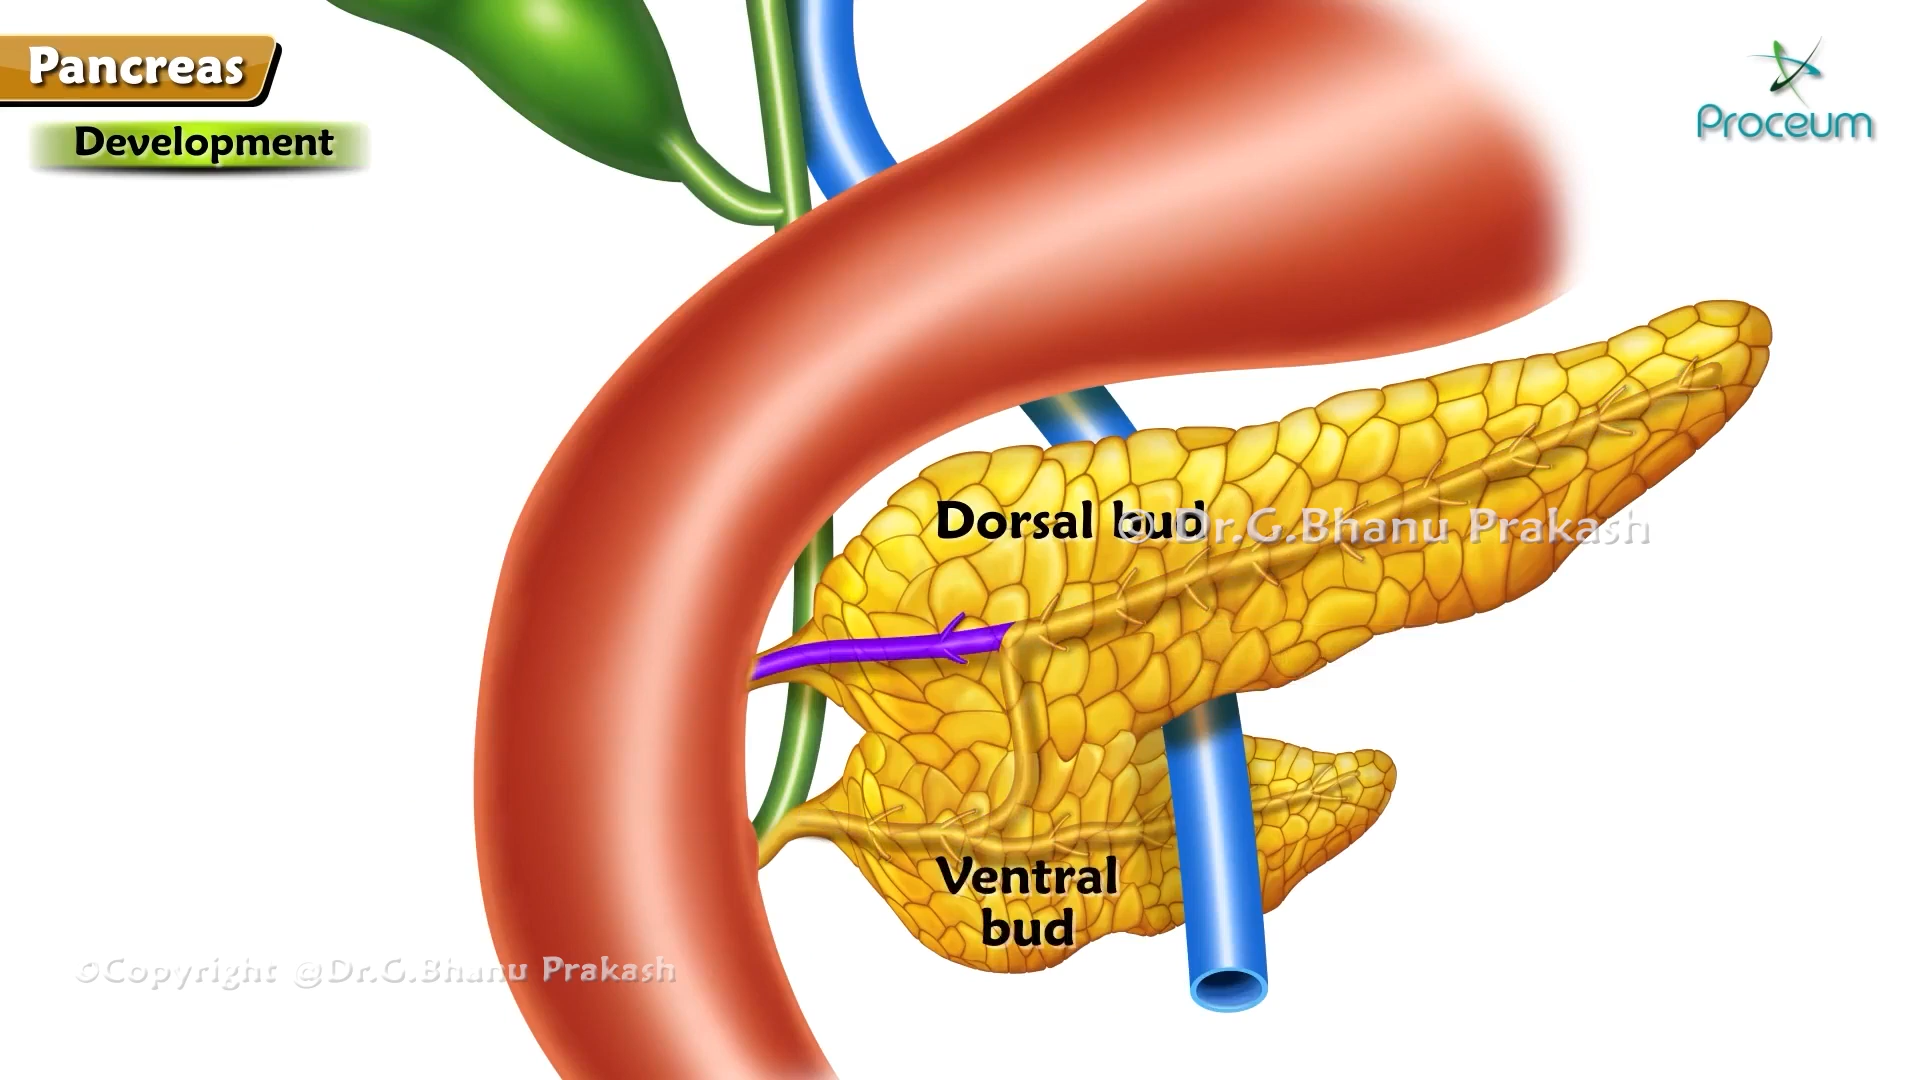 Pancreas
Development
Proceum
Dorsal bud
© Dr.G.Bhanu Prakash
Ventral
bud
©Copyright @Dr.G.Bhanu Prakash